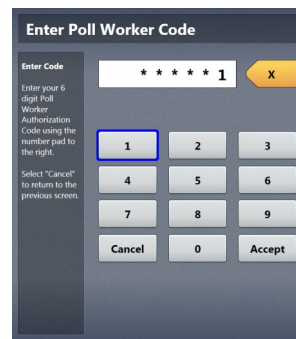 Enter Poll Worker Code
Enter Code
Enter your 6
digit Poll
Worker
Authorization
Code using the
number pad to
the right.
Select "Cancel"
to return to the
previous screen.
* * * * * 1
X
1 2 3
4 5 6
7 8 9
Cancel 0 Accept